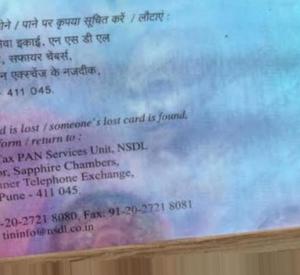 ोने / पाने पर कृपया सूचित करें / लौटाएं :
सेवा इकाई, एन एस डी एल
, सफायर चेंबर्स,
न एक्स्चेंज के नजदीक,
- 411 045.
d is lost / someone's lost card is found,
form / return to :
Tax PAN Services Unit, NSDL
or, Sapphire Chambers,
ner Telephone Exchange,
Pune - 411 045.
-20-2721 8080, Fax: 91-20-2721 8081
tininfo@nsdl.co.in